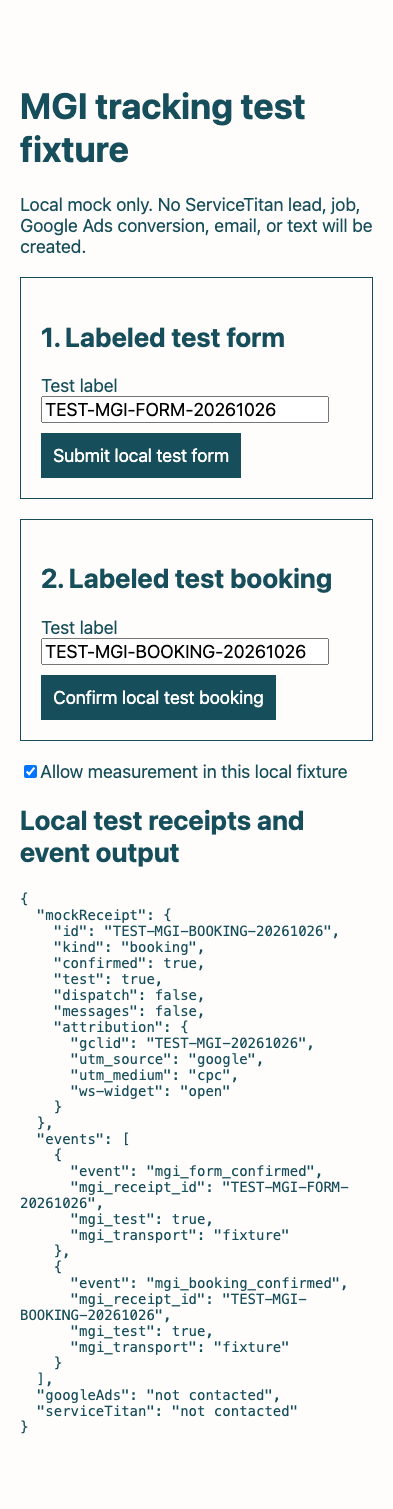 MGI tracking test
fixture
Local mock only. No ServiceTitan lead, job,
Google Ads conversion, email, or text will be
created.
1. Labeled test form
Test label
TEST-MGI-FORM-20261026
Submit local test form
2. Labeled test booking
Test label
TEST-MGI-BOOKING-20261026
Confirm local test booking
Allow measurement in this local fixture
Local test receipts and
event output
{
  "mockReceipt": {
    "id": "TEST-MGI-BOOKING-20261026",
    "kind": "booking",
    "confirmed": true,
    "test": true,
    "dispatch": false,
    "messages": false,
    "attribution": {
      "gclid": "TEST-MGI-20261026",
      "utm_source": "google",
      "utm_medium": "cpc",
      "ws-widget": "open"
    }
  },
  "events": [
    {
      "event": "mgi_form_confirmed",
      "mgi_receipt_id": "TEST-MGI-FORM-
20261026",
      "mgi_test": true,
      "mgi_transport": "fixture"
    },
    {
      "event": "mgi_booking_confirmed",
      "mgi_receipt_id": "TEST-MGI-
BOOKING-20261026",
      "mgi_test": true,
      "mgi_transport": "fixture"
    }
  ],
  "googleAds": "not contacted",
  "serviceTitan": "not contacted"
}